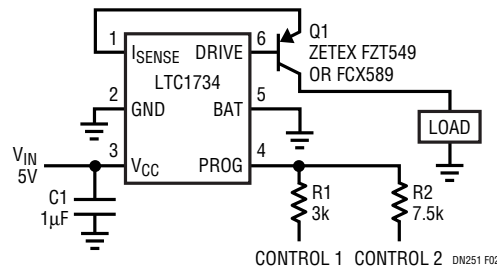 Q1
ZETEX FZT549
OR FCX589
1
ISENSE
DRIVE
6
LTC1734
2
GND
BAT
5
LOAD
VIN
5V
3
VCC
PROG
4
C1
1µF
R1
3k
R2
7.5k
CONTROL 1
CONTROL 2
DN251 F02